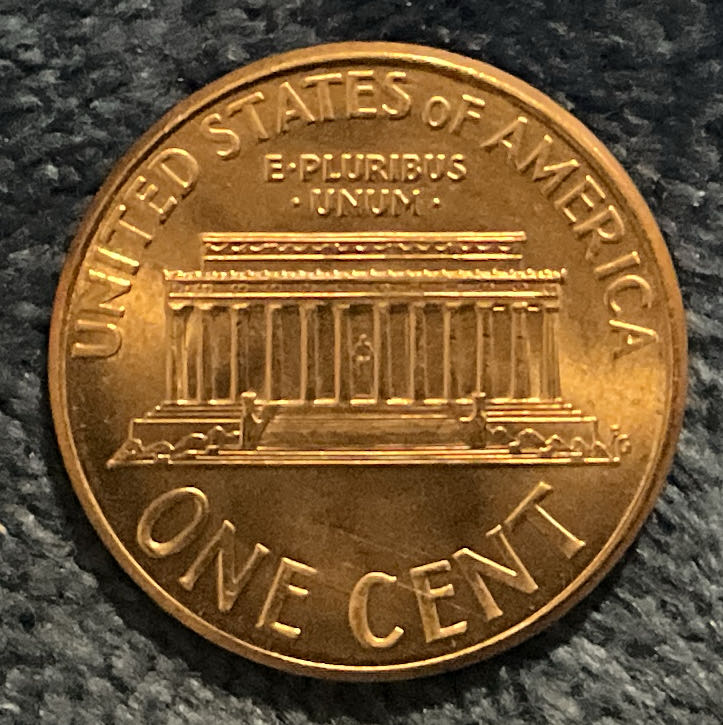 UNITED STATES oF AMERICA
E·PLURIBUS
·UNUM·
ONE CENT